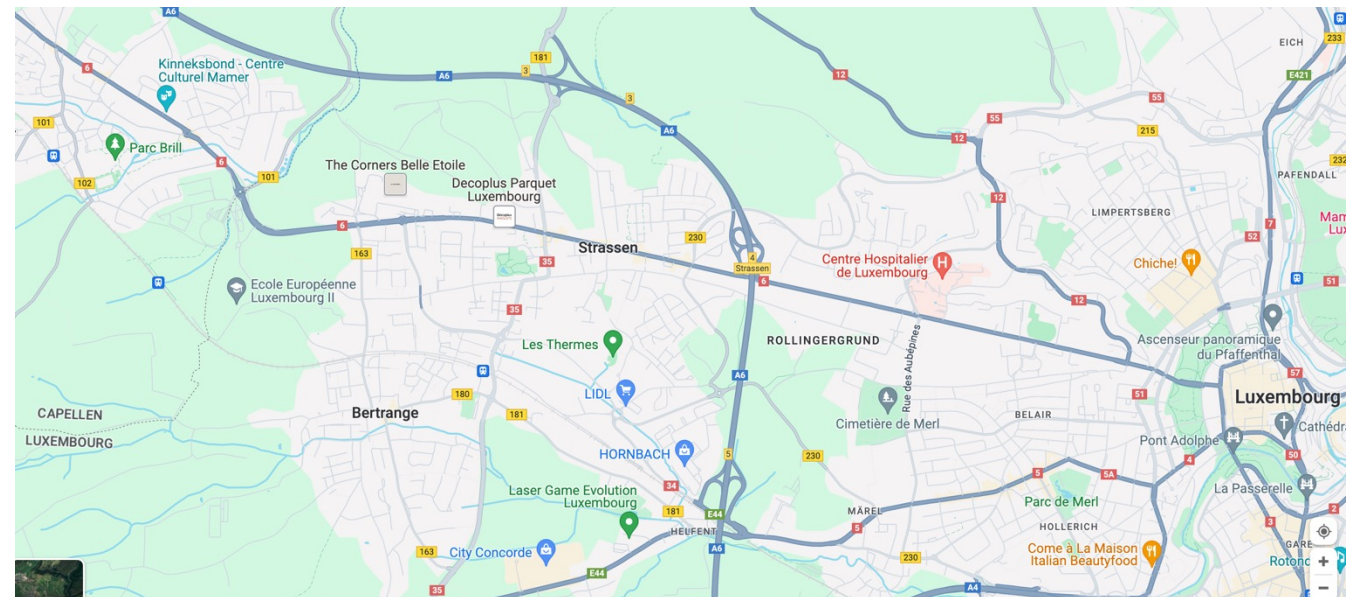 A6
181
EICH
233
Kinneksbond - Centre
Culturel Mamer
6
3
A6
12
E421
3
55
101
A6
215
12
55
Parc Brill
6
232
The Corners Belle Etoile
102
101
Decoplus Parquet
Luxembourg
PAFENDALL
12
LIMPERTSBERG
7
6
230
52
163
Strassen
4
Strassen
Centre Hospitalier
de Luxembourg
Chiche!
35
6
51
Ecole Européenne
Luxembourg II
12
35
Ascenseur panoramique
du Pfaffenthal
Les Thermes
ROLLINGERGRUND
Rue des Aubépines
57
A6
LIDL
180
51
Luxembourg
CAPELLEN
Bertrange
181
Cimetière de Merl
BELAIR
LUXEMBOURG
Pont Adolphe
HORNBACH
5
230
4
50
5
5A
Laser Game Evolution
Luxembourg
34
La Passerelle
181
E44
MÄREL
Parc de Merl
2
5
3
HELFENT
HOLLERICH
163
City Concorde
A6
230
Come à La Maison
Italian Beautyfood
GARE
E44
35
A4